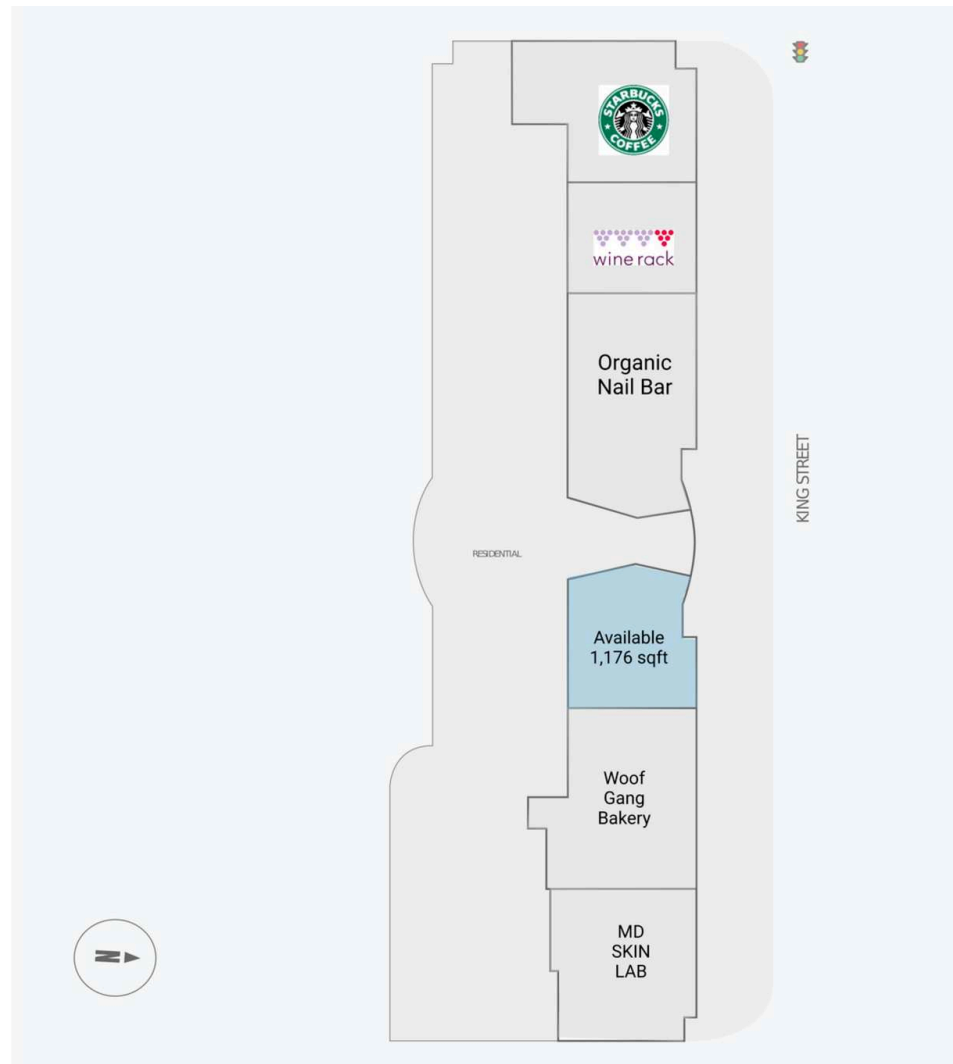 STARBUCKS
COFFEE
wine rack
Organic
Nail Bar
KING STREET
RESIDENTIAL
Available
1,176 sqft
Woof
Gang
Bakery
MD
SKIN
LAB
N